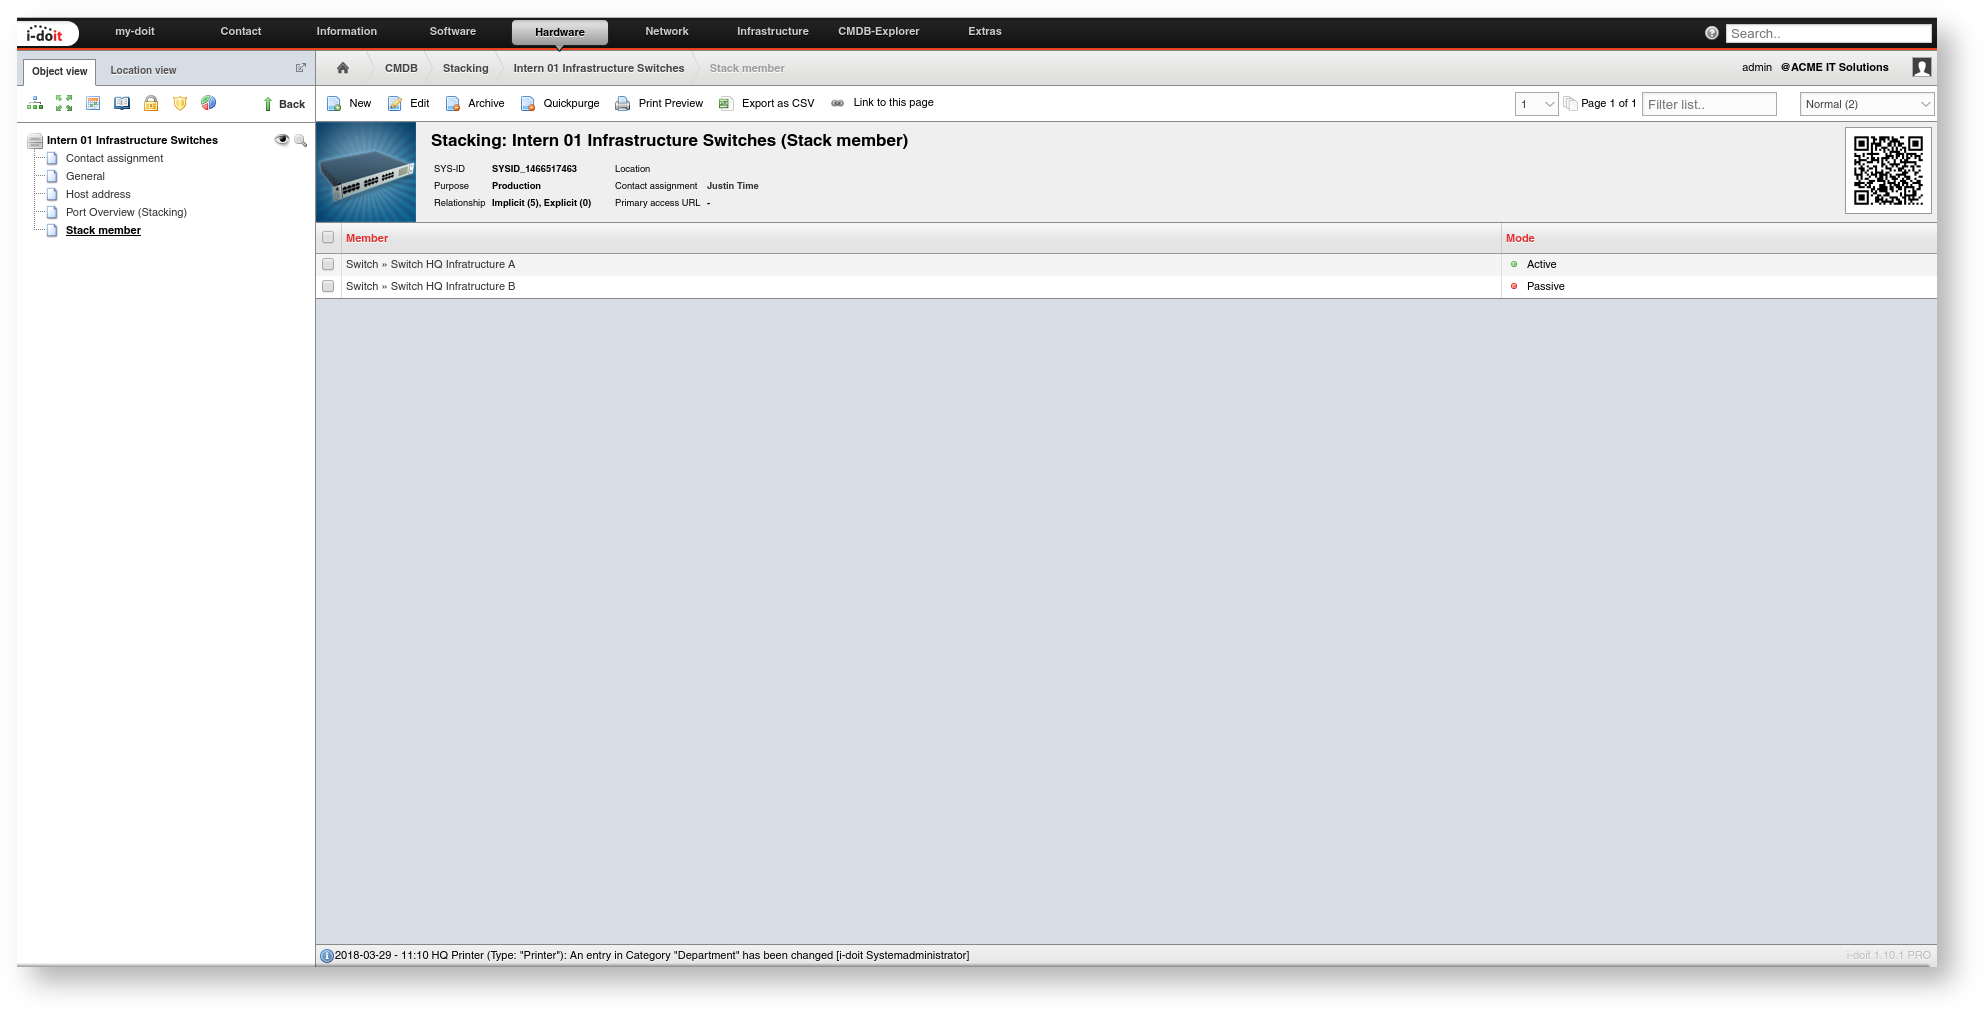 i-doit my-doit Contact Information Software Hardware Network Infrastructure CMDB-Explorer Extras Search..
Object view Location view CMDB Stacking Intern 01 Infrastructure Switches Stack member admin @ACME IT Solutions
Back New Edit Archive Quickpurge Print Preview Export as CSV Link to this page 1 Page 1 of 1 Filter list.. Normal (2)
Intern 01 Infrastructure Switches
Contact assignment
General
Host address
Port Overview (Stacking)
Stack member
Stacking: Intern 01 Infrastructure Switches (Stack member)
SYS-ID SYSID_1466517463 Location
Purpose Production Contact assignment Justin Time
Relationship Implicit (5), Explicit (0) Primary access URL -
Member Mode
Switch » Switch HQ Infratructure A Active
Switch » Switch HQ Infratructure B Passive
2018-03-29 - 11:10 HQ Printer (Type: "Printer"): An entry in Category "Department" has been changed [i-doit Systemadministrator] i-doit 1.10.1 PRO